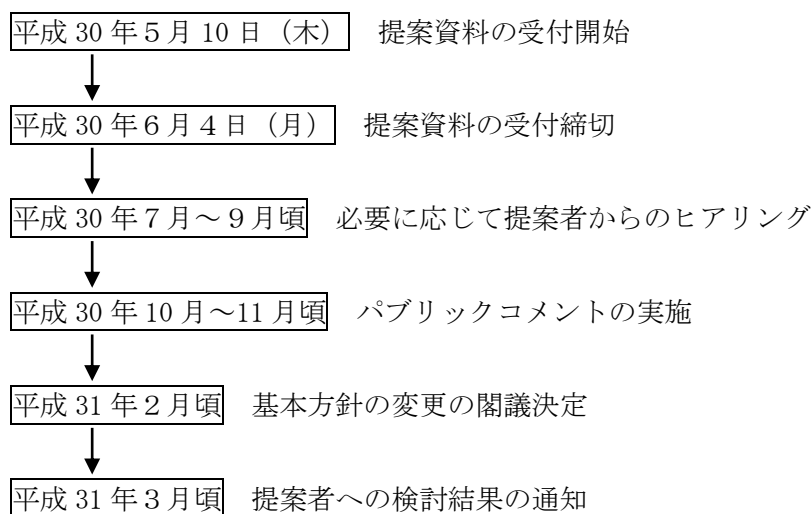 平成 30 年５月 10 日（木） 提案資料の受付開始
平成 30 年６月４日（月） 提案資料の受付締切
平成 30 年７月～９月頃 必要に応じて提案者からのヒアリング
平成 30 年 10 月～11 月頃 パブリックコメントの実施
平成 31 年２月頃 基本方針の変更の閣議決定
平成 31 年３月頃 提案者への検討結果の通知